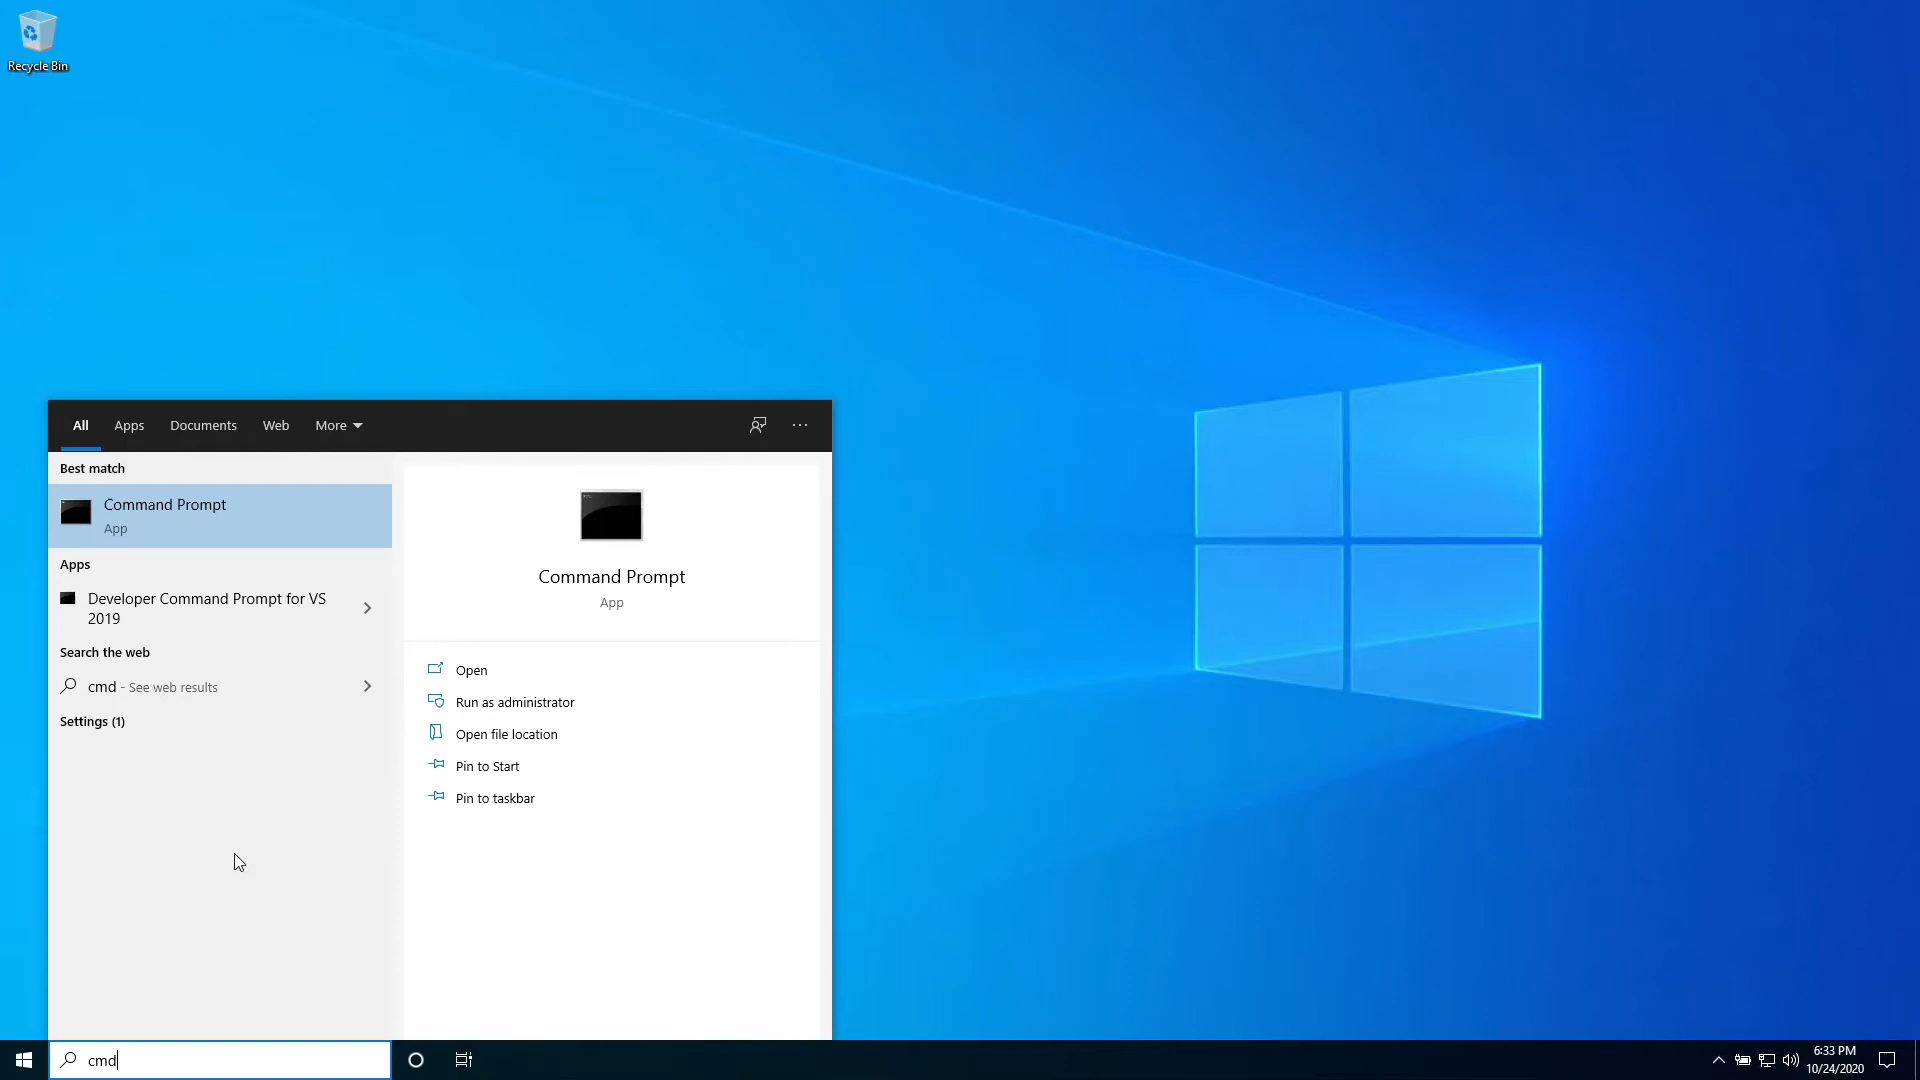 Recycle Bin
All Apps Documents Web More
Best match
Command Prompt
App
Apps
Developer Command Prompt for VS
2019
Search the web
cmd - See web results
Settings (1)
Command Prompt
App
Open
Run as administrator
Open file location
Pin to Start
Pin to taskbar
cmd
6:33 PM
10/24/2020